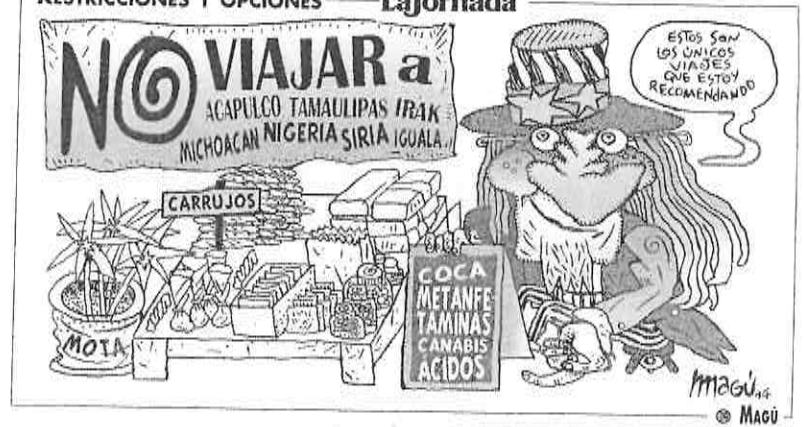 RESTRICCIONES Y OPCIONES
LaJornada
NO VIAJAR a
ACAPULCO TAMAULIPAS IRAK
MICHOACAN NIGERIA SIRIA IGUALA..
ESTOS SON
LOS ÚNICOS
VIAJES
QUE ESTOY
RECOMENDANDO
CARRUJOS
MOTA
COCA
METANFE
TAMINAS
CANABIS
ACIDOS
MAGÚ
MAGÚ